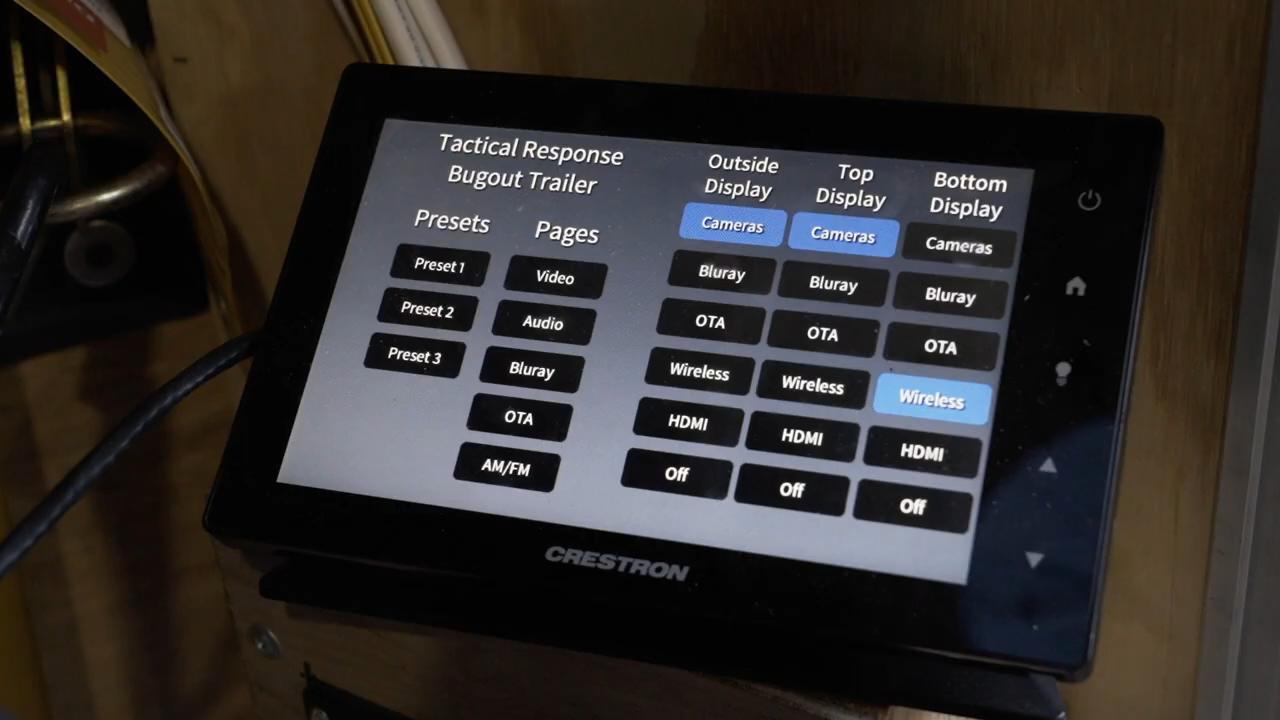 Tactical Response
Bugout Trailer
Presets
Preset 1
Preset 2
Preset 3
Pages
Video
Audio
Bluray
OTA
AM/FM
Outside
Display
Cameras
Bluray
OTA
Wireless
HDMI
Off
Top
Display
Cameras
Bluray
OTA
Wireless
HDMI
Off
Bottom
Display
Cameras
Bluray
OTA
Wireless
HDMI
Off
CRESTRON